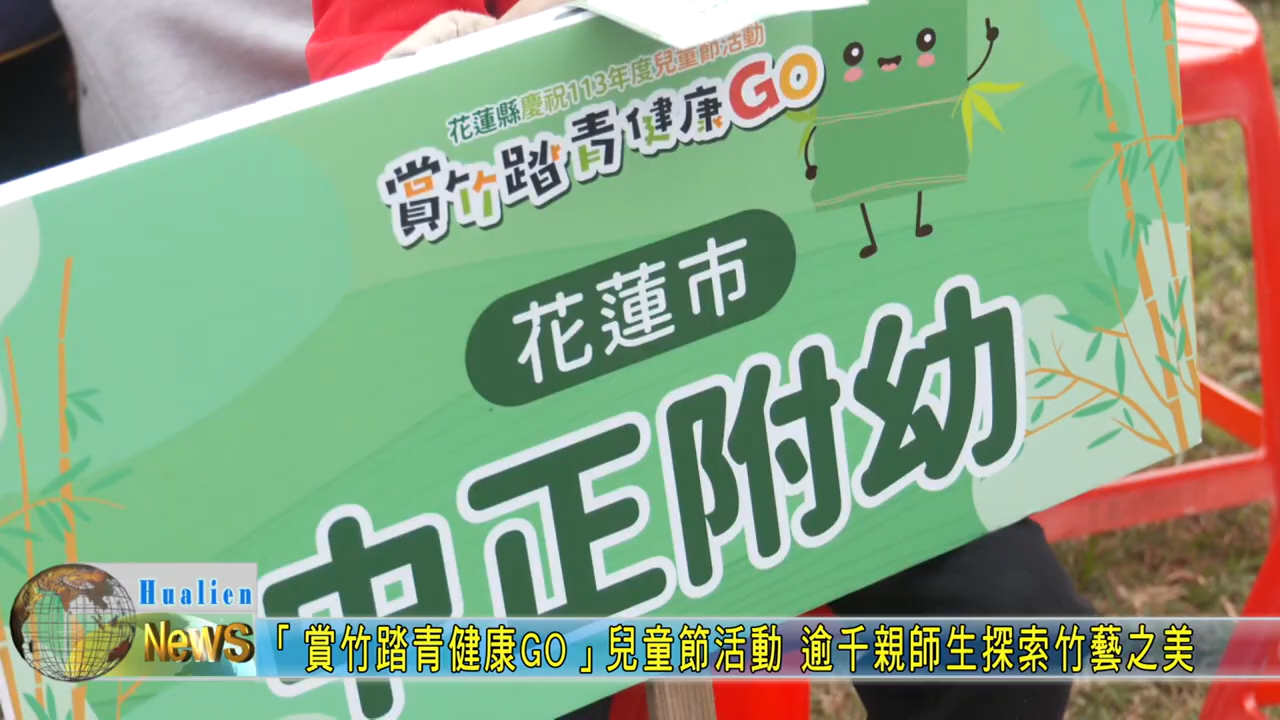 花蓮縣慶祝113年度兒童節活動
賞竹踏青健康GO
花蓮市
中正附幼
Hualien
NewS
「賞竹踏青健康GO」兒童節活動 逾千親師生探索竹藝之美